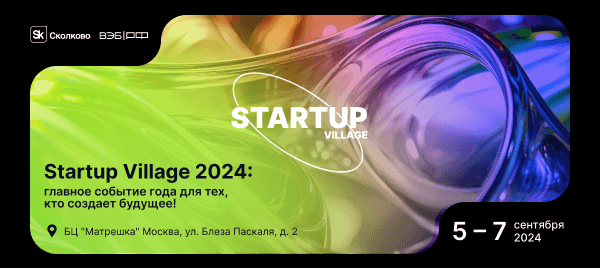 Sk Сколково ВЭБ|РФ
STARTUP
VILLAGE
Startup Village 2024:
главное событие года для тех,
кто создает будущее!
БЦ "Матрешка" Москва, ул. Блеза Паскаля, д. 2
5 – 7 сентября
2024